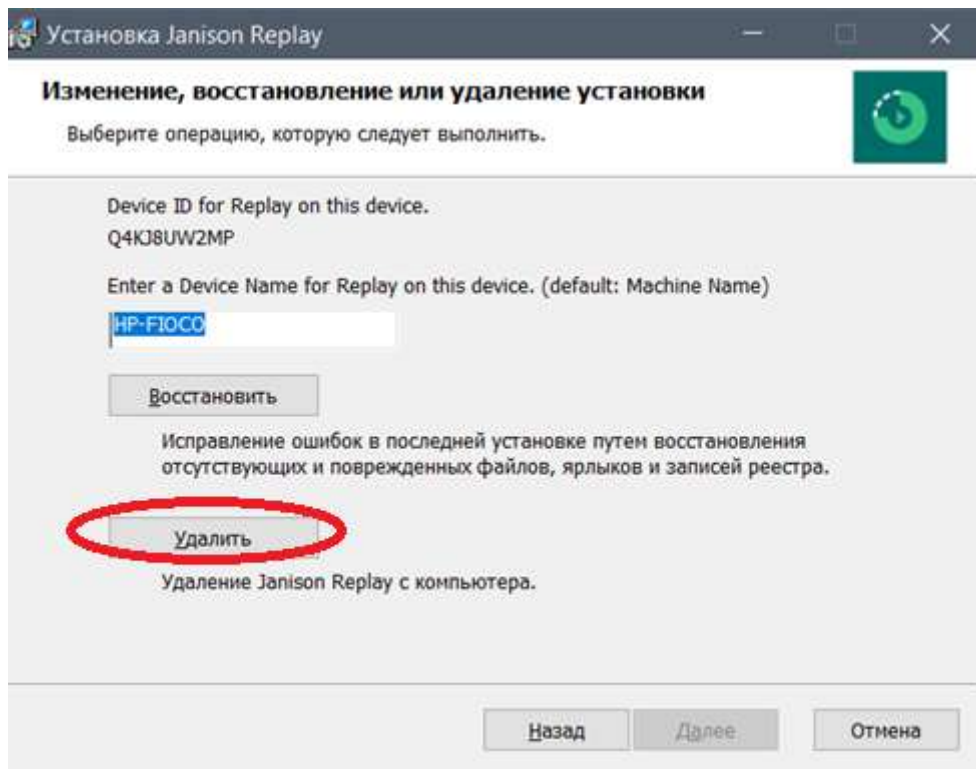 Установка Janison Replay
Изменение, восстановление или удаление установки
Выберите операцию, которую следует выполнить.
Device ID for Replay on this device.
Q4KJ8UW2MP
Enter a Device Name for Replay on this device. (default: Machine Name)
HP-FIOCO
Восстановить
Исправление ошибок в последней установке путем восстановления
отсутствующих и поврежденных файлов, ярлыков и записей реестра.
Удалить
Удаление Janison Replay с компьютера.
Назад Далее Отмена